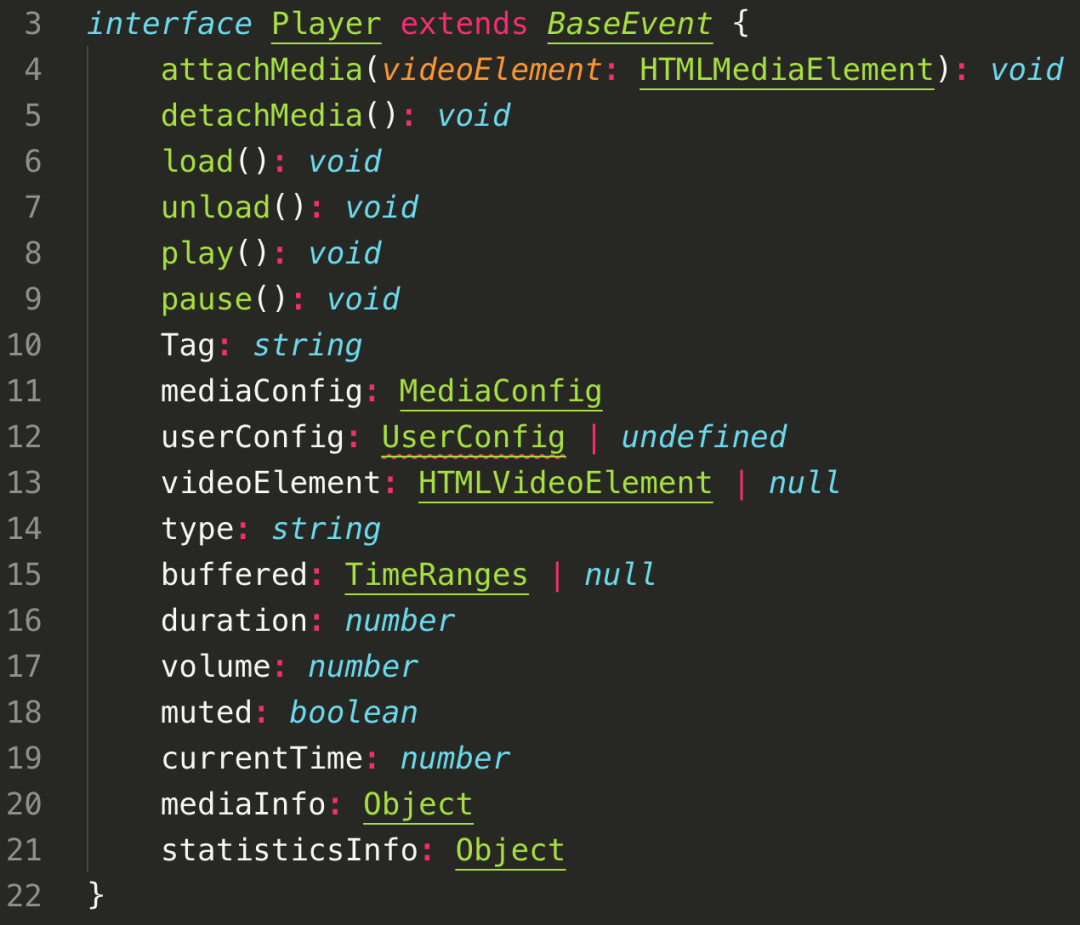 3 interface Player extends BaseEvent {
4 attachMedia(videoElement: HTMLMediaElement): void
5 detachMedia(): void
6 load(): void
7 unload(): void
8 play(): void
9 pause(): void
10 Tag: string
11 mediaConfig: MediaConfig
12 userConfig: UserConfig | undefined
13 videoElement: HTMLVideoElement | null
14 type: string
15 buffered: TimeRanges | null
16 duration: number
17 volume: number
18 muted: boolean
19 currentTime: number
20 mediaInfo: Object
21 statisticsInfo: Object
22 }